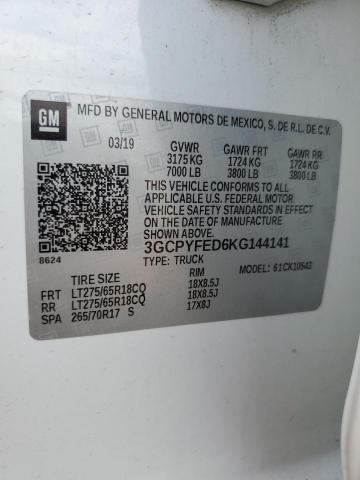 GM
MFD BY GENERAL MOTORS DE MEXICO, S. DE R.L. DE C.V.
03/19 GVWR GAWR FRT GAWR RR
3175 KG 1724 KG 1724 KG
7000 LB 3800 LB 3800 LB
THIS VEHICLE CONFORMS TO ALL
APPLICABLE U.S. FEDERAL MOTOR
VEHICLE SAFETY STANDARDS IN EFFECT
ON THE DATE OF MANUFACTURE
SHOWN ABOVE.
3GCPYFED6KG144141
8624 TYPE: TRUCK 61CK10543
TIRE SIZE RIM
FRT LT275/65R18CQ 18X8.5J
RR LT275/65R18CQ 18X8.5J
SPA 265/70R17 S 17X8J